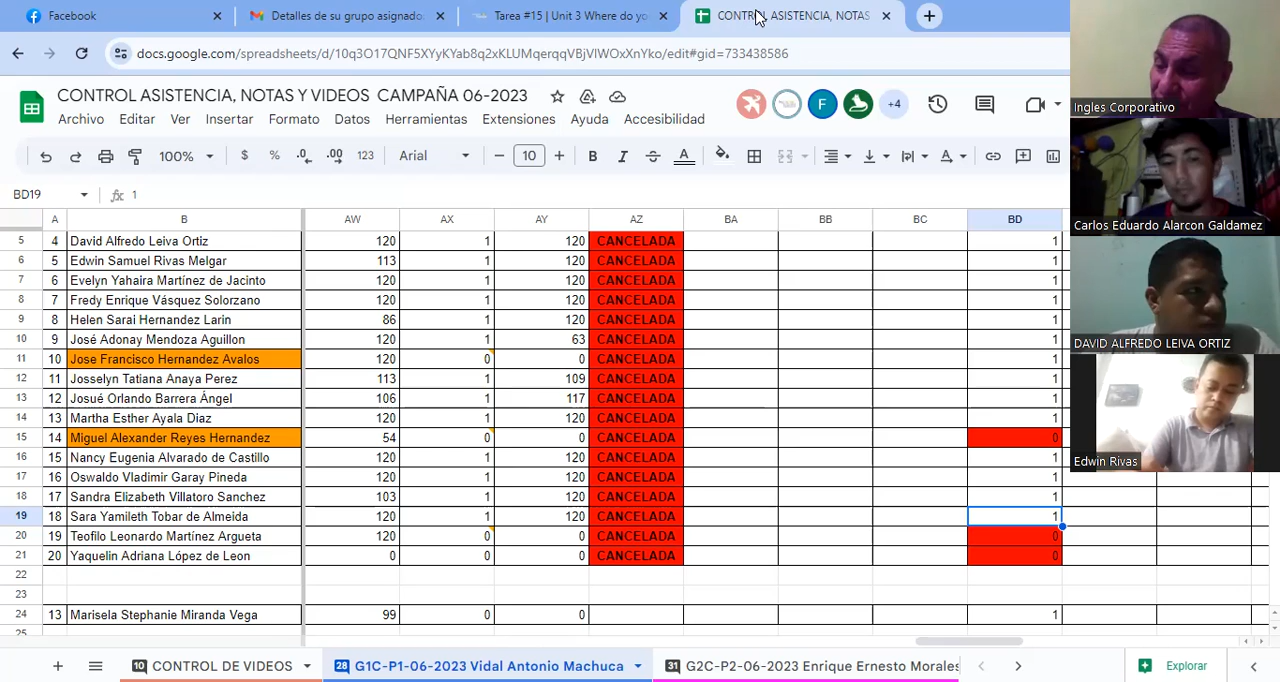 Facebook
Detalles de su grupo asignado
Tarea #15 | Unit 3 Where do yo
CONTROL ASISTENCIA, NOTAS
docs.google.com/spreadsheets/d/10q3O17QNF5XYyKYab8q2xKLUMqerqqVBjVIWOxXnYko/edit#gid=733438586
CONTROL ASISTENCIA, NOTAS Y VIDEOS CAMPAÑA 06-2023
Archivo Editar Ver Insertar Formato Datos Herramientas Extensiones Ayuda Accesibilidad
F +4
100% $ % .0 .00 123 Arial − 10 + B I A
BD19 fx 1
A B AW AX AY AZ BA BB BC BD
5 4 David Alfredo Leiva Ortiz 120 1 120 CANCELADA 1
6 5 Edwin Samuel Rivas Melgar 113 1 120 CANCELADA 1
7 6 Evelyn Yahaira Martínez de Jacinto 120 1 120 CANCELADA 1
8 7 Fredy Enrique Vásquez Solorzano 120 1 120 CANCELADA 1
9 8 Helen Sarai Hernandez Larin 86 1 120 CANCELADA 1
10 9 José Adonay Mendoza Aguillon 120 1 63 CANCELADA 1
11 10 Jose Francisco Hernandez Avalos 120 0 0 CANCELADA 1
12 11 Josselyn Tatiana Anaya Perez 113 1 109 CANCELADA 1
13 12 Josué Orlando Barrera Ángel 106 1 117 CANCELADA 1
14 13 Martha Esther Ayala Diaz 120 1 120 CANCELADA 1
15 14 Miguel Alexander Reyes Hernandez 54 0 0 CANCELADA 0
16 15 Nancy Eugenia Alvarado de Castillo 120 1 120 CANCELADA 1
17 16 Oswaldo Vladimir Garay Pineda 120 1 120 CANCELADA 1
18 17 Sandra Elizabeth Villatoro Sanchez 103 1 120 CANCELADA 1
19 18 Sara Yamileth Tobar de Almeida 120 1 120 CANCELADA 1
20 19 Teofilo Leonardo Martínez Argueta 120 0 0 CANCELADA 0
21 20 Yaquelin Adriana López de Leon 0 0 0 CANCELADA 0
22
23
24 13 Marisela Stephanie Miranda Vega 99 0 0 1
25
10 CONTROL DE VIDEOS 28 G1C-P1-06-2023 Vidal Antonio Machuca 31 G2C-P2-06-2023 Enrique Ernesto Morales
Explorar
Ingles Corporativo
Carlos Eduardo Alarcon Galdamez
DAVID ALFREDO LEIVA ORTIZ
Edwin Rivas